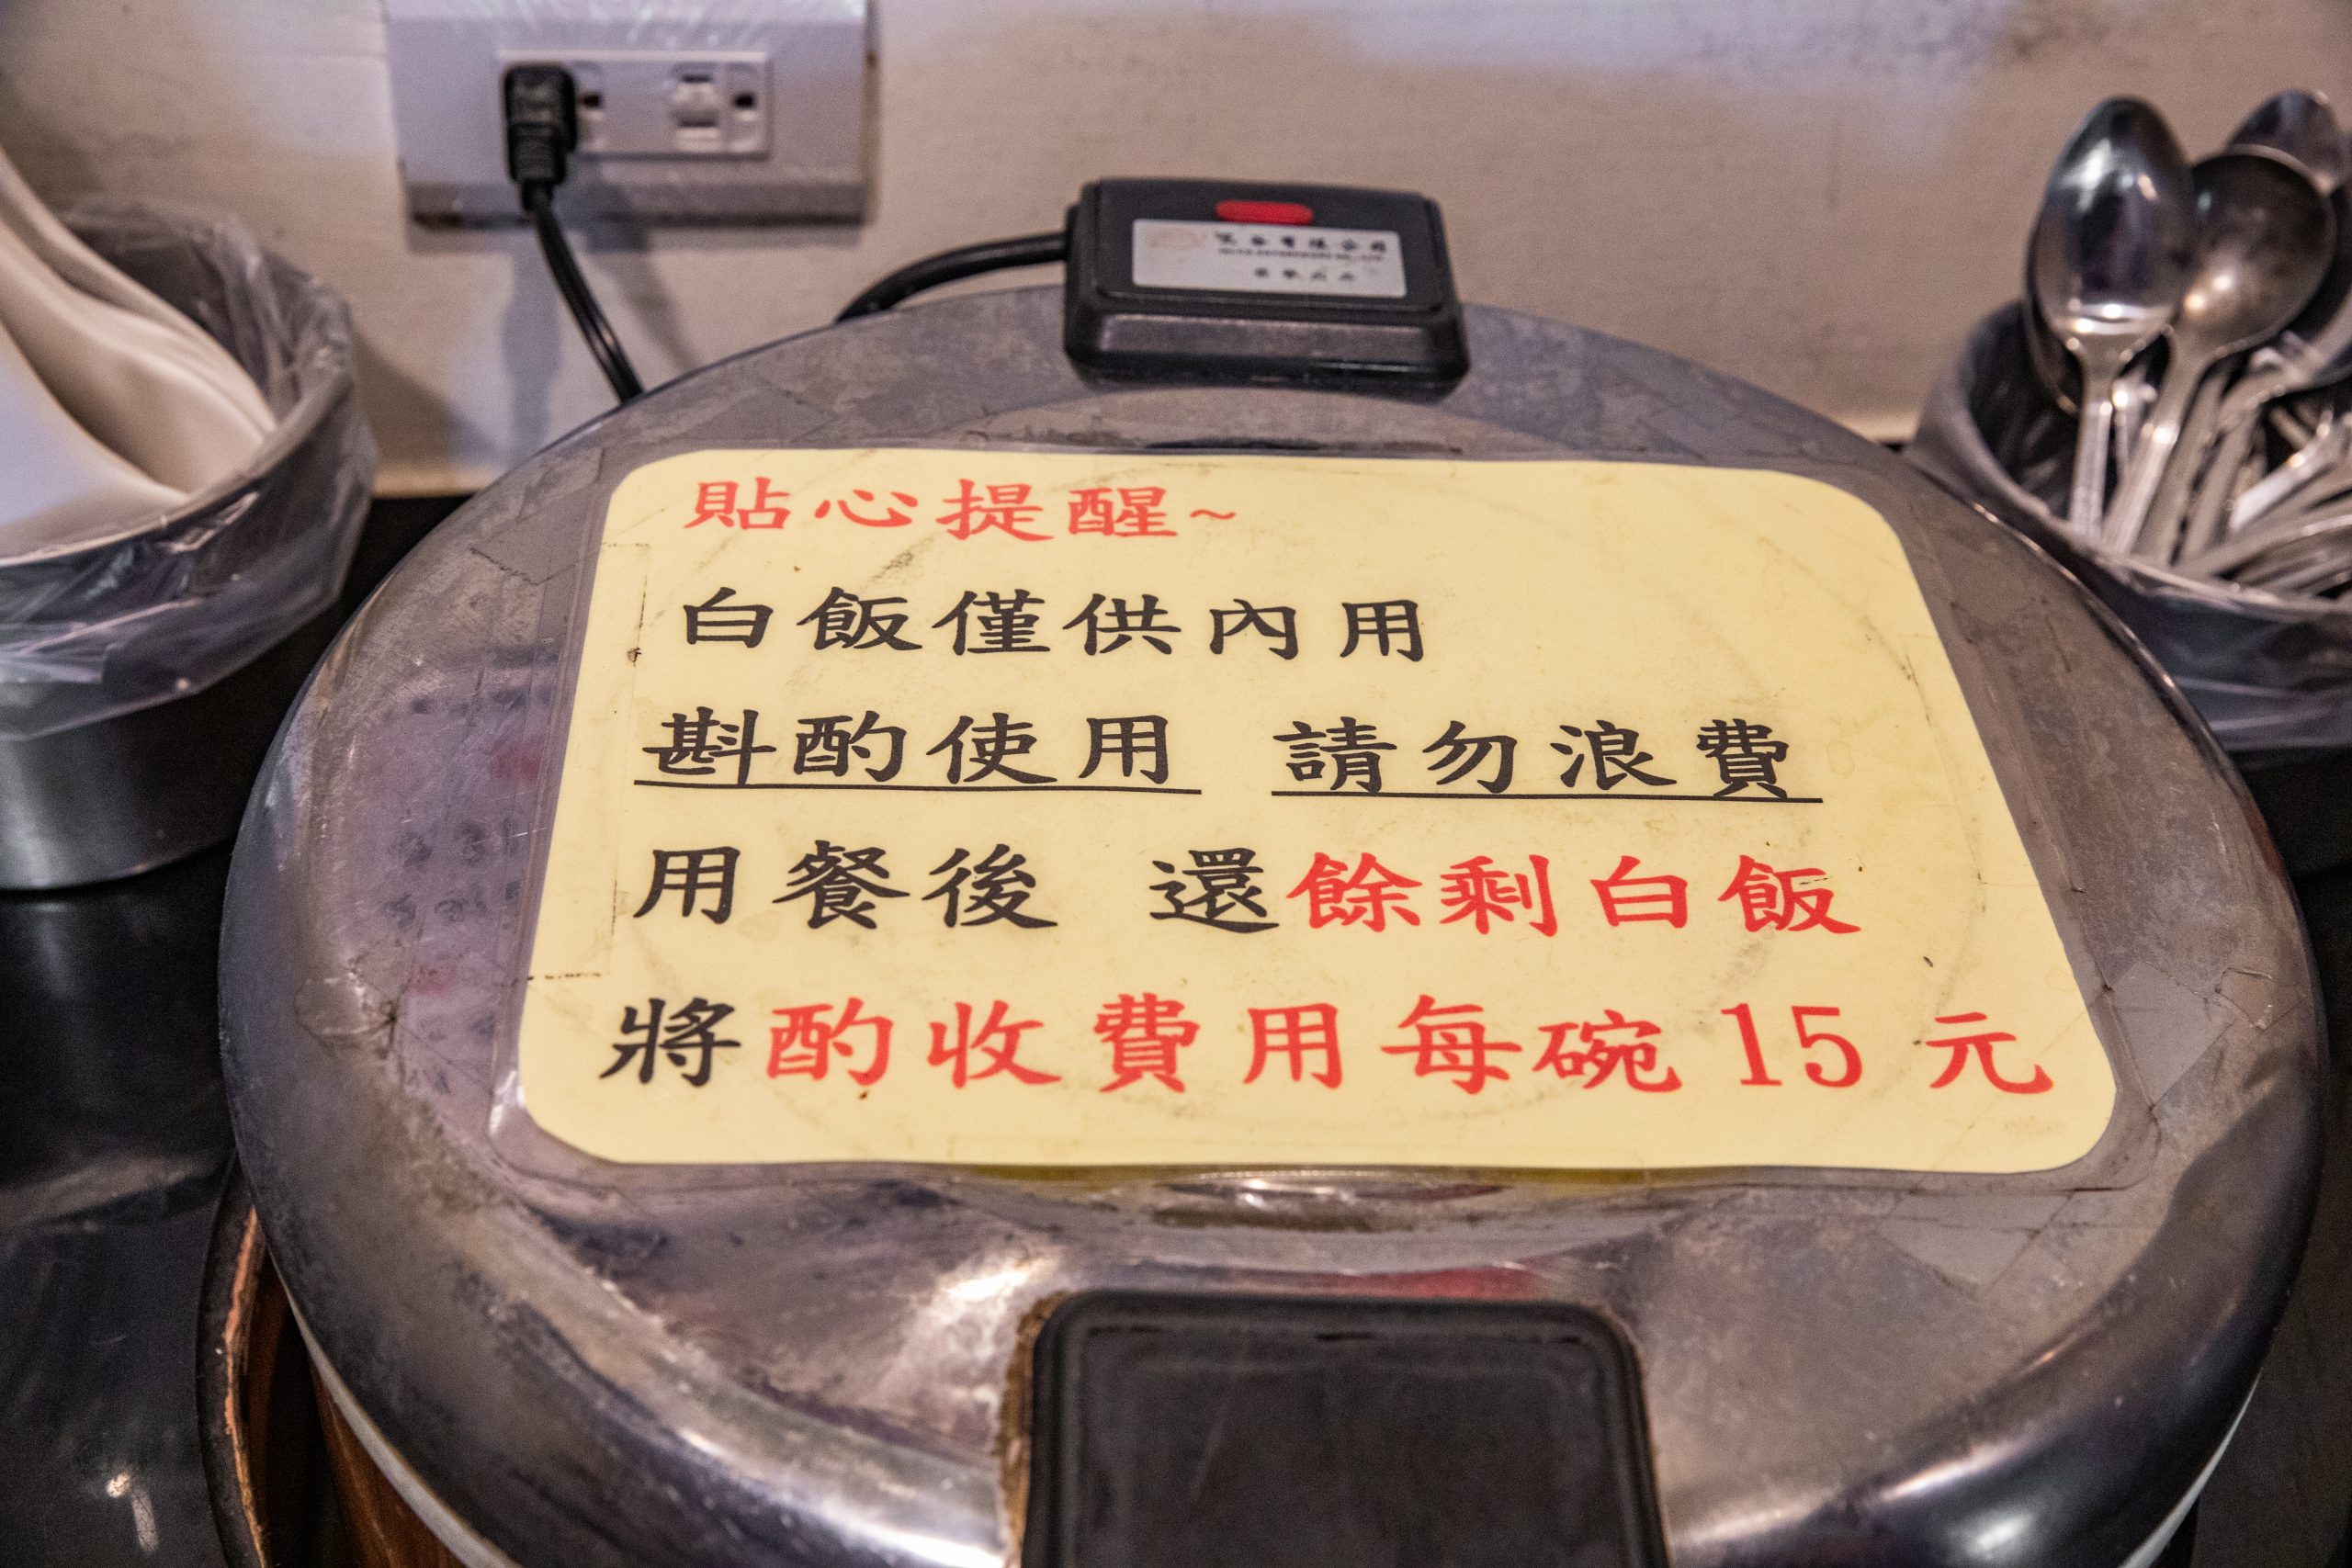 貼心提醒~
白飯僅供內用
斟酌使用 請勿浪費
用餐後 還餘剩白飯
將酌收費用每碗15元